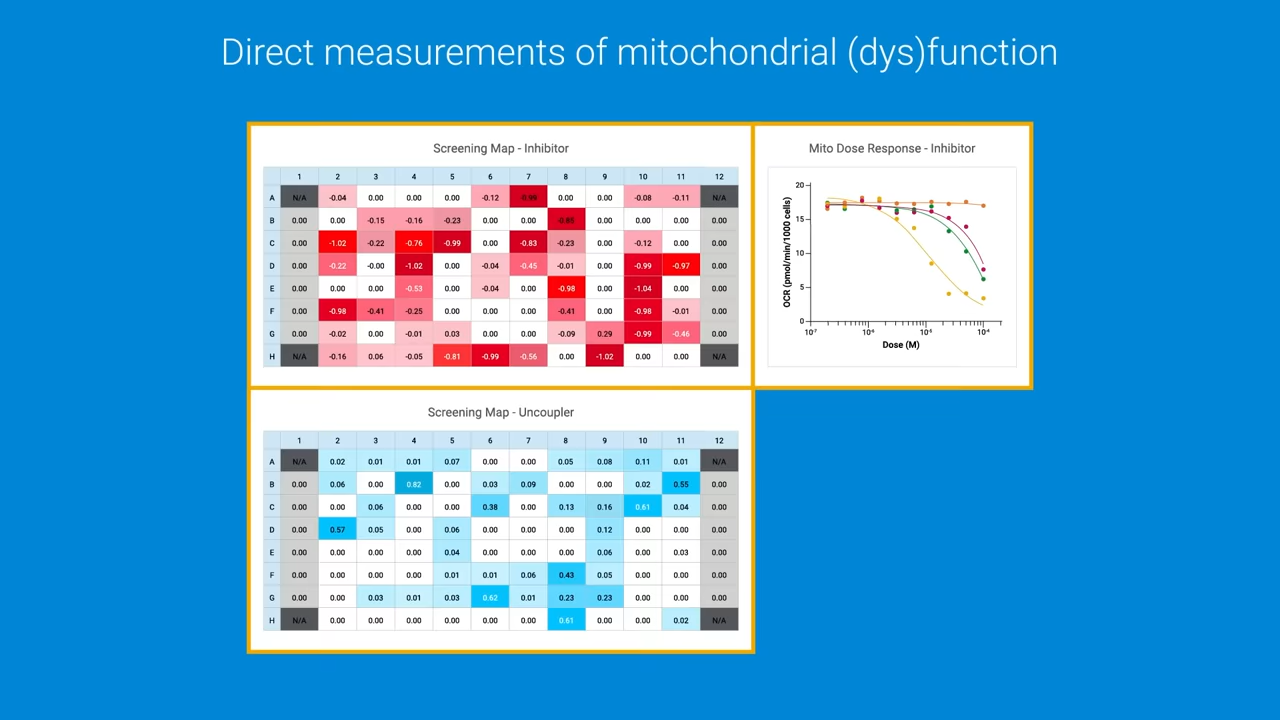 Direct measurements of mitochondrial (dys)function
Screening Map - Inhibitor
1 2 3 4 5 6 7 8 9 10 11 12
A N/A -0.04 0.00 0.00 0.00 -0.12 -0.99 0.00 0.00 -0.08 -0.11 N/A
B 0.00 0.00 -0.15 -0.16 -0.23 0.00 0.00 0.00 0.00 0.00 0.00
C 0.00 -1.02 -0.22 -0.76 -0.99 0.00 -0.83 -0.23 0.00 -0.12 0.00 0.00
D 0.00 -0.22 -0.00 -1.02 0.00 -0.04 -0.45 -0.01 0.00 -0.99 -0.97 0.00
E 0.00 0.00 0.00 -0.53 0.00 -0.04 0.00 -0.98 0.00 -1.04 0.00 0.00
F 0.00 -0.98 -0.41 -0.25 0.00 0.00 0.00 -0.41 0.00 -0.98 -0.01 0.00
G 0.00 -0.02 0.00 -0.01 0.03 0.00 0.00 -0.09 0.29 -0.99 -0.46 0.00
H N/A -0.16 0.06 -0.05 -0.81 -0.99 -0.56 0.00 -1.02 0.00 0.00 N/A
Mito Dose Response - Inhibitor
OCR (pmol/min/1000 cells)
20
15
10
5
0
10-7 10-6 10-5 10-4
Dose (M)
Screening Map - Uncoupler
1 2 3 4 5 6 7 8 9 10 11 12
A N/A 0.02 0.01 0.01 0.07 0.00 0.00 0.05 0.08 0.11 0.01 N/A
B 0.00 0.06 0.00 0.82 0.00 0.03 0.09 0.00 0.00 0.02 0.55 0.00
C 0.00 0.00 0.06 0.00 0.00 0.38 0.00 0.13 0.16 0.61 0.04 0.00
D 0.00 0.57 0.05 0.00 0.06 0.00 0.00 0.00 0.12 0.00 0.00 0.00
E 0.00 0.00 0.00 0.00 0.04 0.00 0.00 0.00 0.06 0.00 0.03 0.00
F 0.00 0.00 0.00 0.00 0.01 0.01 0.06 0.43 0.05 0.00 0.00 0.00
G 0.00 0.00 0.03 0.01 0.03 0.62 0.01 0.23 0.23 0.00 0.00 0.00
H N/A 0.00 0.00 0.00 0.00 0.00 0.00 0.61 0.00 0.00 0.02 N/A